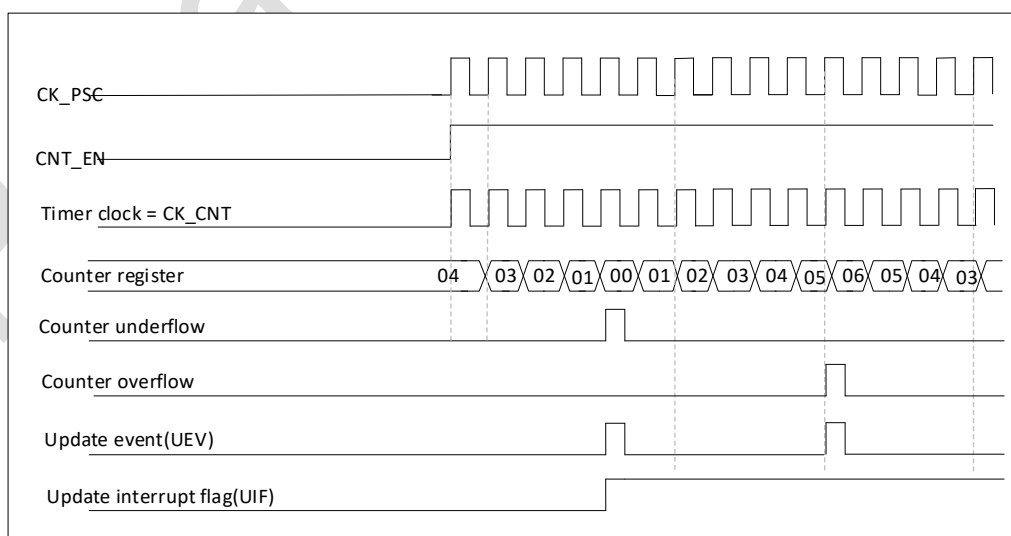 CK_PSC
CNT_EN
Timer clock = CK_CNT
Counter register 04 03 02 01 00 01 02 03 04 05 06 05 04 03
Counter underflow
Counter overflow
Update event(UEV)
Update interrupt flag(UIF)